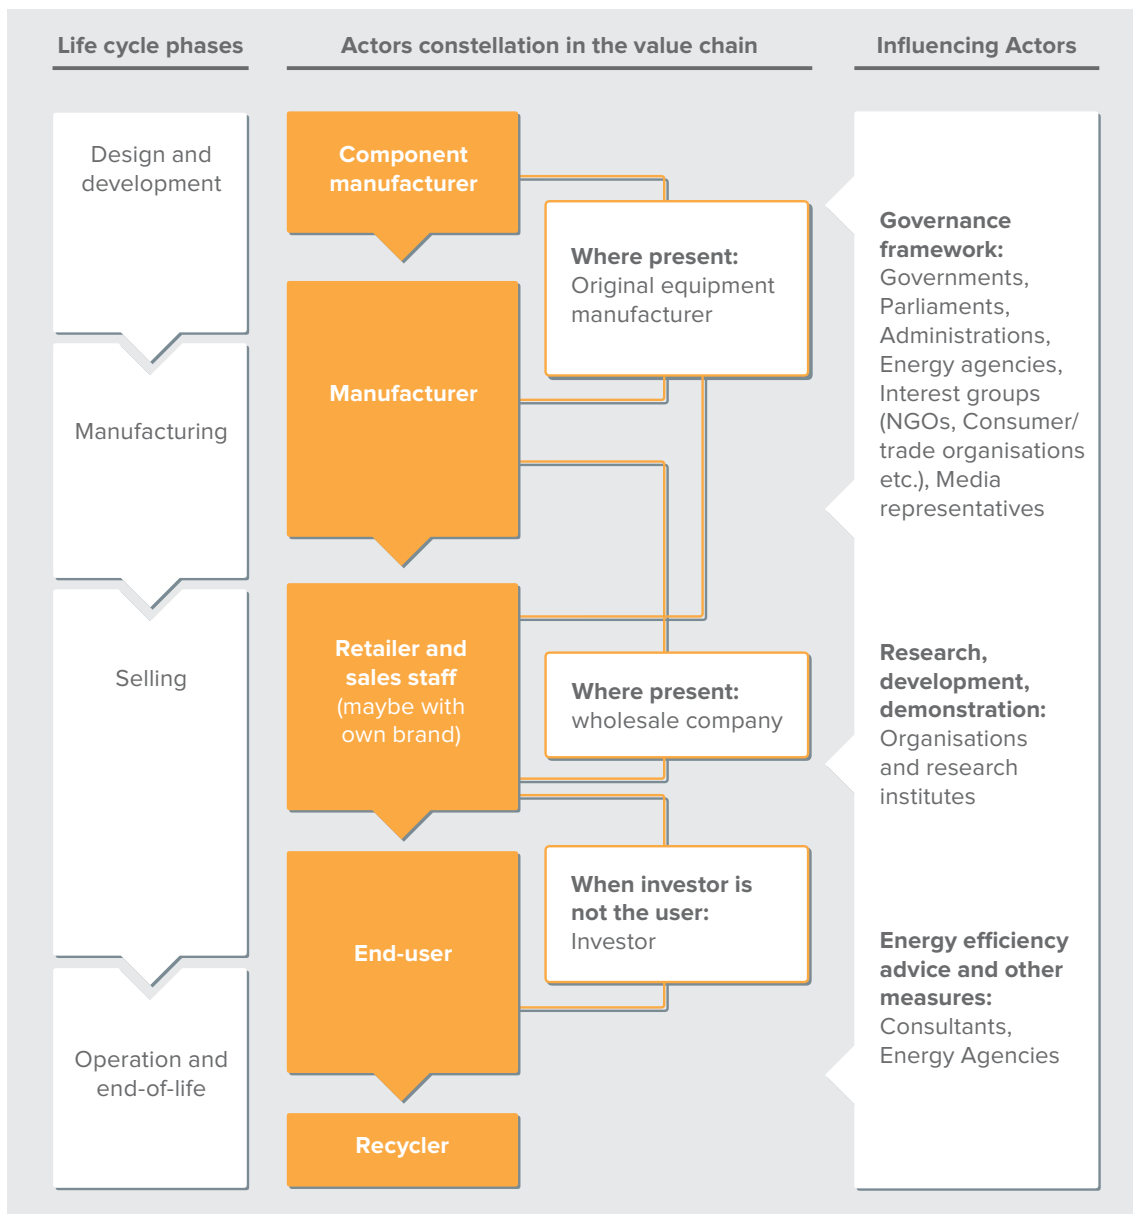 Life cycle phases
Actors constellation in the value chain
Influencing Actors
Design and
development
Manufacturing
Selling
Operation and
end-of-life
Component
manufacturer
Manufacturer
Retailer and
sales staff
(maybe with
own brand)
End-user
Recycler
Where present:
Original equipment
manufacturer
Where present:
wholesale company
When investor is
not the user:
Investor
Governance
framework:
Governments,
Parliaments,
Administrations,
Energy agencies,
Interest groups
(NGOs, Consumer/
trade organisations
etc.), Media
representatives
Research,
development,
demonstration:
Organisations
and research
institutes
Energy efficiency
advice and other
measures:
Consultants,
Energy Agencies